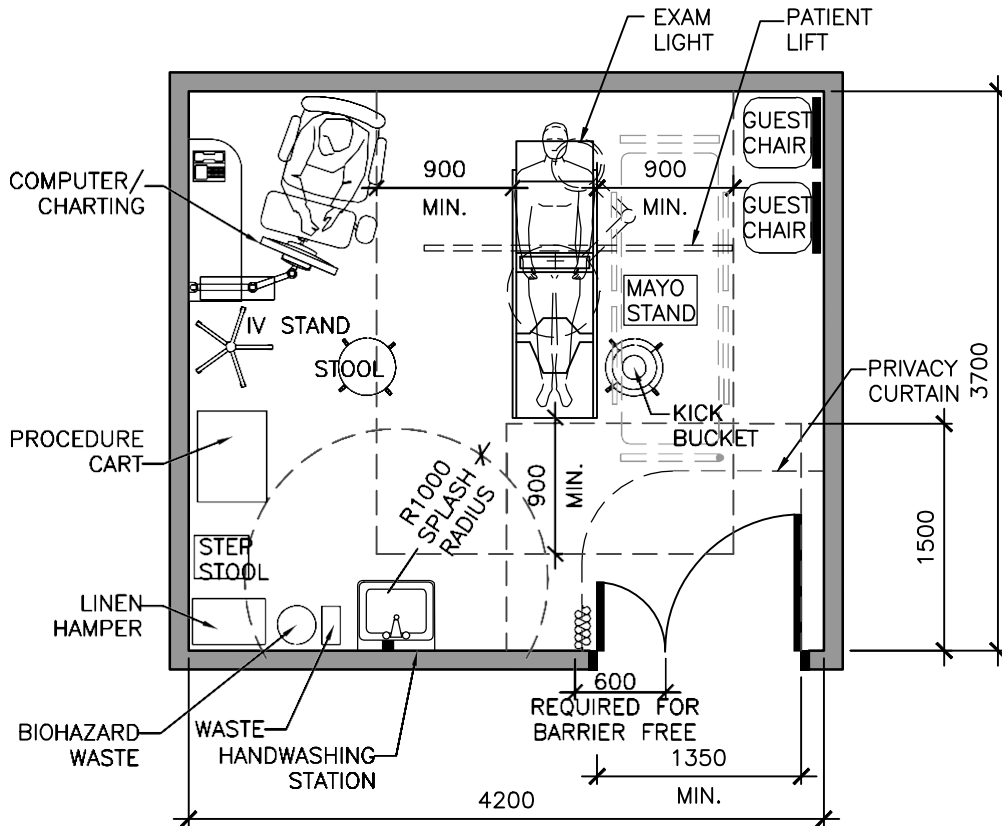 EXAM
LIGHT
PATIENT
LIFT
GUEST
CHAIR
GUEST
CHAIR
COMPUTER/
CHARTING
900
MIN.
900
MIN.
MAYO
STAND
IV STAND
STOOL
PRIVACY
CURTAIN
3700
KICK
BUCKET
PROCEDURE
CART
R1000
SPLASH
RADIUS
900
MIN.
1500
STEP
STOOL
LINEN
HAMPER
BIOHAZARD
WASTE
WASTE
HANDWASHING
STATION
600
REQUIRED FOR
BARRIER FREE
1350
MIN.
4200